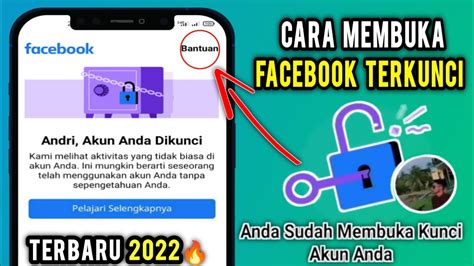 facebook
Bantuan
Andri, Akun Anda Dikunci
Kami melihat aktivitas yang tidak biasa di
akun Anda. Ini mungkin berarti seseorang
telah menggunakan akun Anda tanpa
sepengetahuan Anda.
Pelajari Selengkapnya
TERBARU 2022
CARA MEMBUKA
FACEBOOK TERKUNCI
Anda Sudah Membuka Kunci
Akun Anda